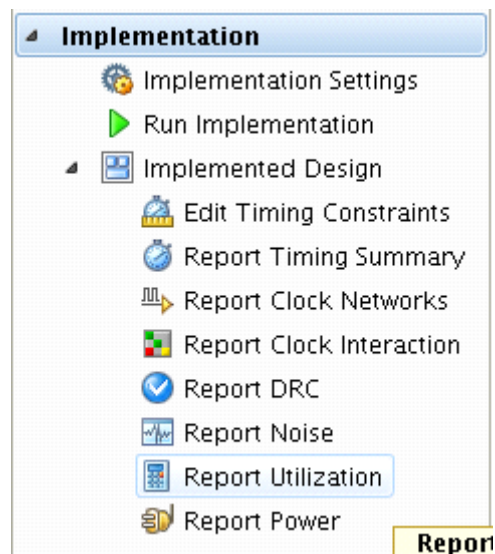 Implementation
Implementation Settings
Run Implementation
Implemented Design
Edit Timing Constraints
Report Timing Summary
Report Clock Networks
Report Clock Interaction
Report DRC
Report Noise
Report Utilization
Report Power
Report